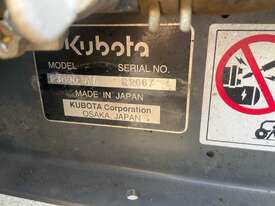 Kubota
MODEL SERIAL NO.
MADE IN JAPAN
KUBOTA Corporation
OSAKA JAPAN